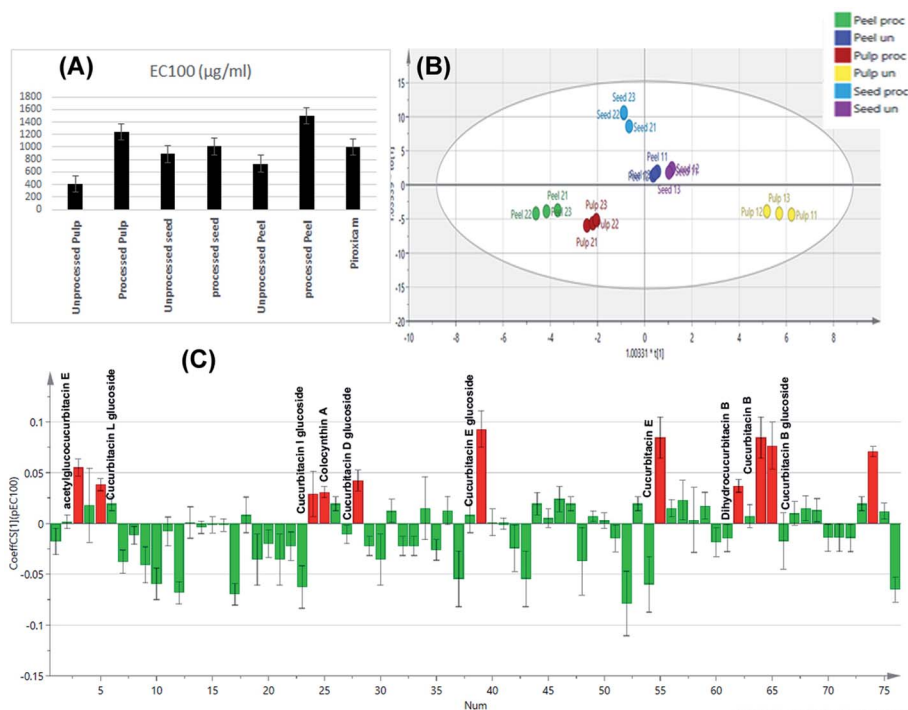 (A)
EC100 (µg/ml)
1800
1600
1400
1200
1000
800
600
400
200
0
Unprocessed Pulp
Processed Pulp
Unprocessed seed
processed Seed
Unprocessed Peel
processed Peel
Piroxicam
(B)
Peel proc
Peel un
Pulp proc
Pulp un
Seed proc
Seed un
15
10
5
0
-5
-10
-15
-20
Seed 23
Seed 22
Seed 21
Peel 11
Seed 13
Peel 21
Peel 22
Peel 23
Pulp 23
Pulp 22
Pulp 21
Pulp 13
Pulp 12
Pulp 11
-10
-8
-6
-4
-2
0
2
4
6
8
1.00331 * t[1]
(C)
CoeffCS[1](pEC100)
0.1
0.05
0
-0.05
-0.1
-0.15
acetylglucocucurbitacin E
Cucurbitacin L glucoside
Cucurbitacin I glucoside
Colocynthin A
Cucurbitacin D glucoside
Cucurbitacin E glucoside
Cucurbitacin E
Dihydrocucurbitacin B
Cucurbitacin B
Cucurbitacin B glucoside
5
10
15
20
25
30
35
40
45
50
55
60
65
70
75
Num